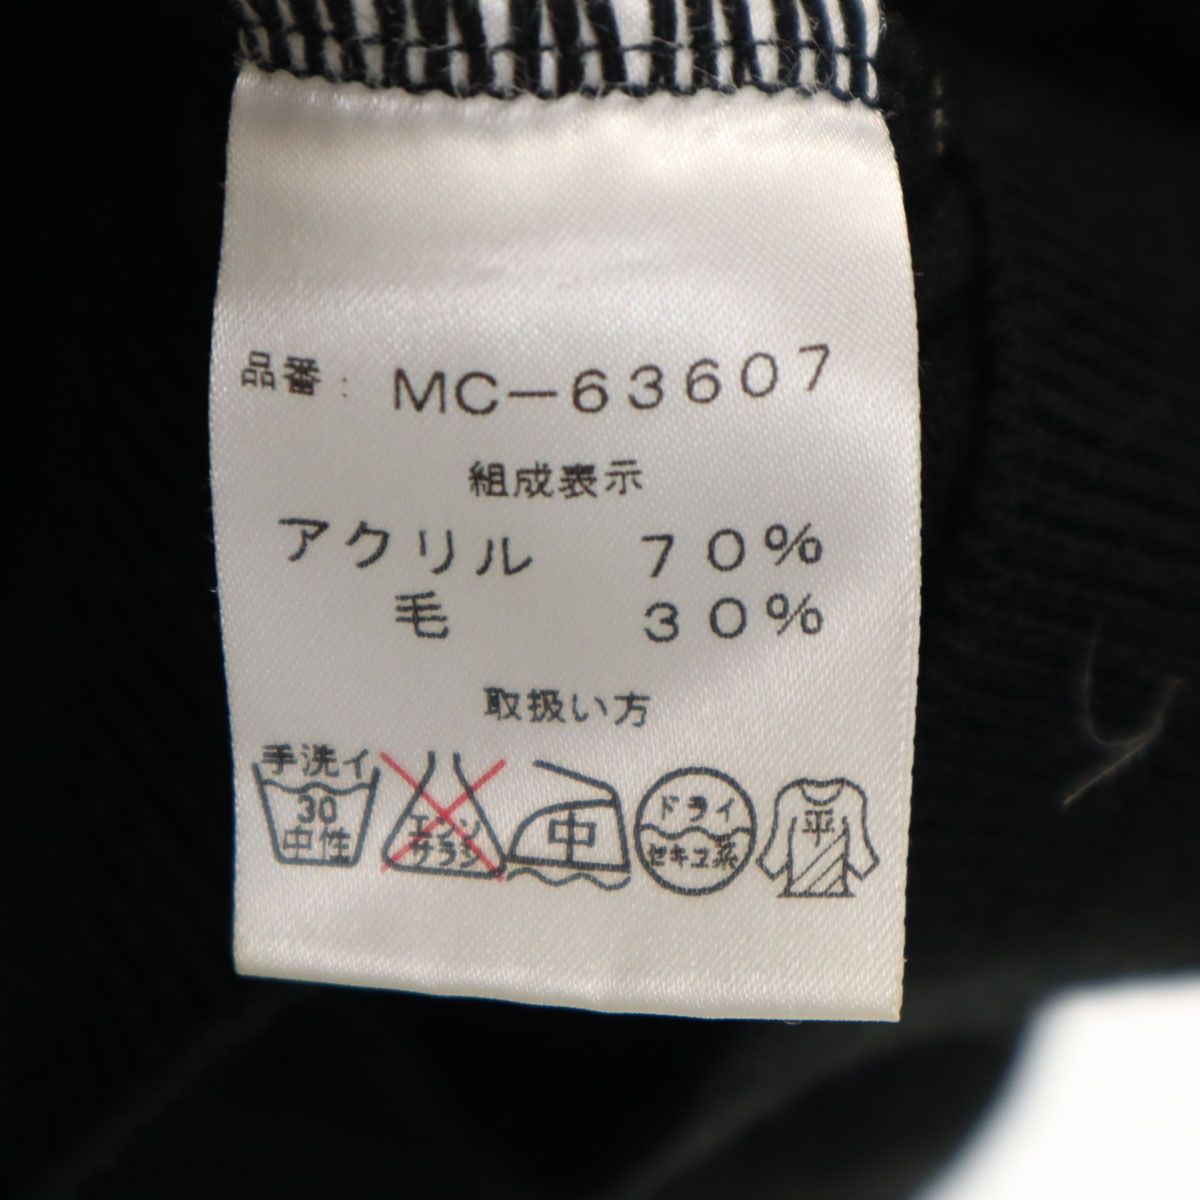 品番： MC－63607
組成表示
アクリル 70%
毛 30%
取扱い方
手洗イ
30
中性
エンソ
サラシ
中
ドライ
セキユ系
平